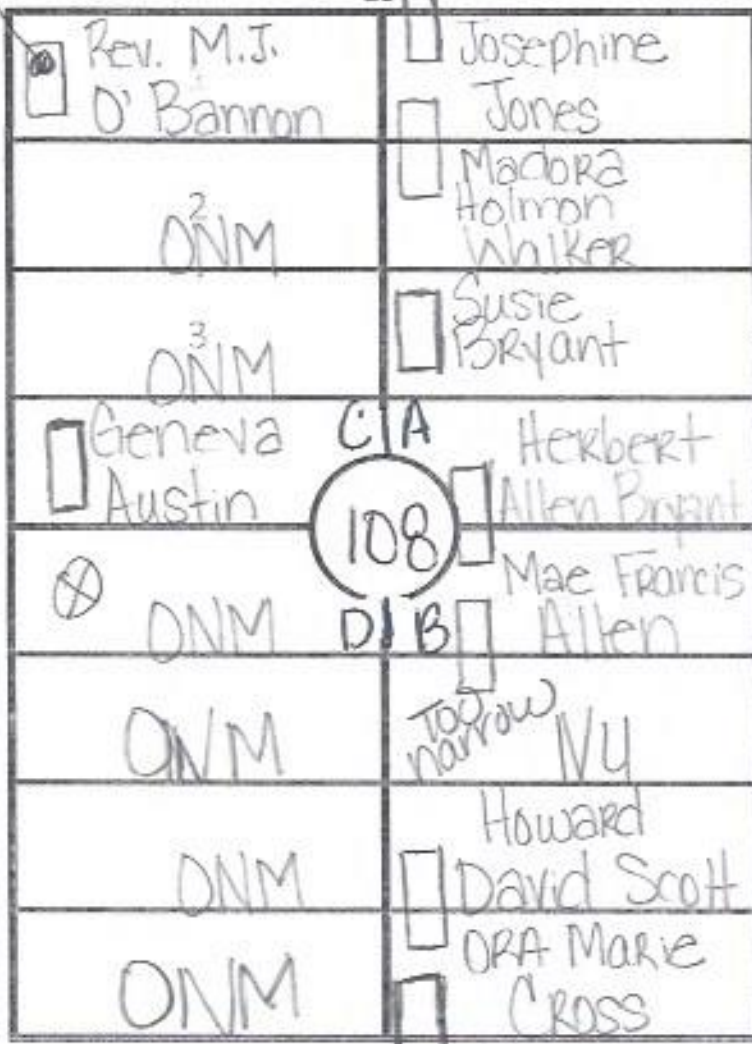 Rev. M.J.
O' Bannon
Josephine
Jones
2
ONM
Madora
Holmon
Walker
3
ONM
Susie
Bryant
Geneva
Austin
C A
Herbert
Allen Bryant
108
ONM
D B
Mae Francis
Allen
ONM
Too
narrow
NU
ONM
Howard
David Scott
ONM
ORA Marie
Cross